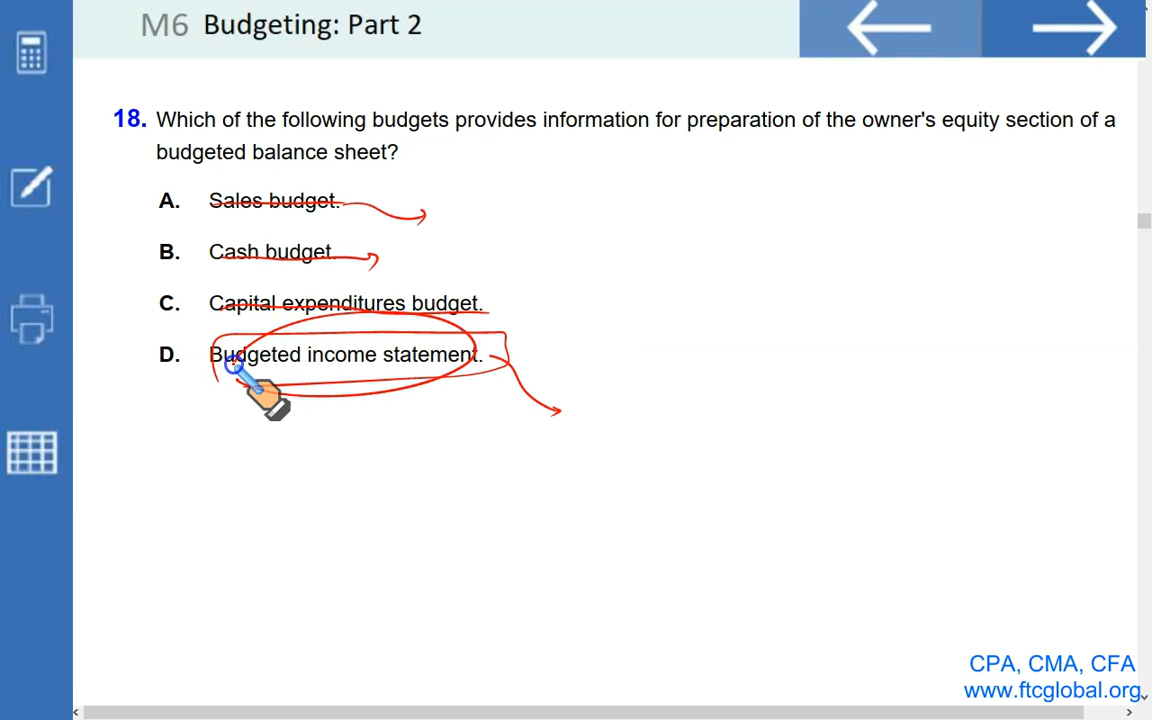 M6 Budgeting: Part 2
18. Which of the following budgets provides information for preparation of the owner's equity section of a
budgeted balance sheet?
A. Sales budget.
B. Cash budget.
C. Capital expenditures budget.
D. Budgeted income statement.
CPA, CMA, CFA
www.ftcglobal.org